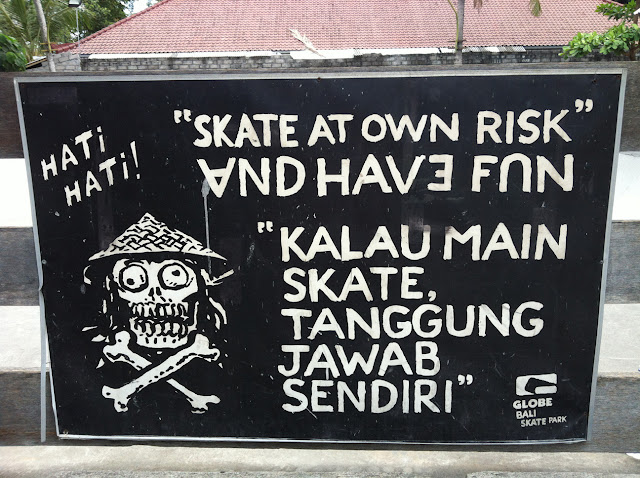 HATi
HATi!
"SKATE AT OWN RISK"
AND HAVE FUN
"KALAU MAIN
SKATE,
TANGGUNG
JAWAB
SENDIRI"
GLOBE
BALI
SKATE PARK